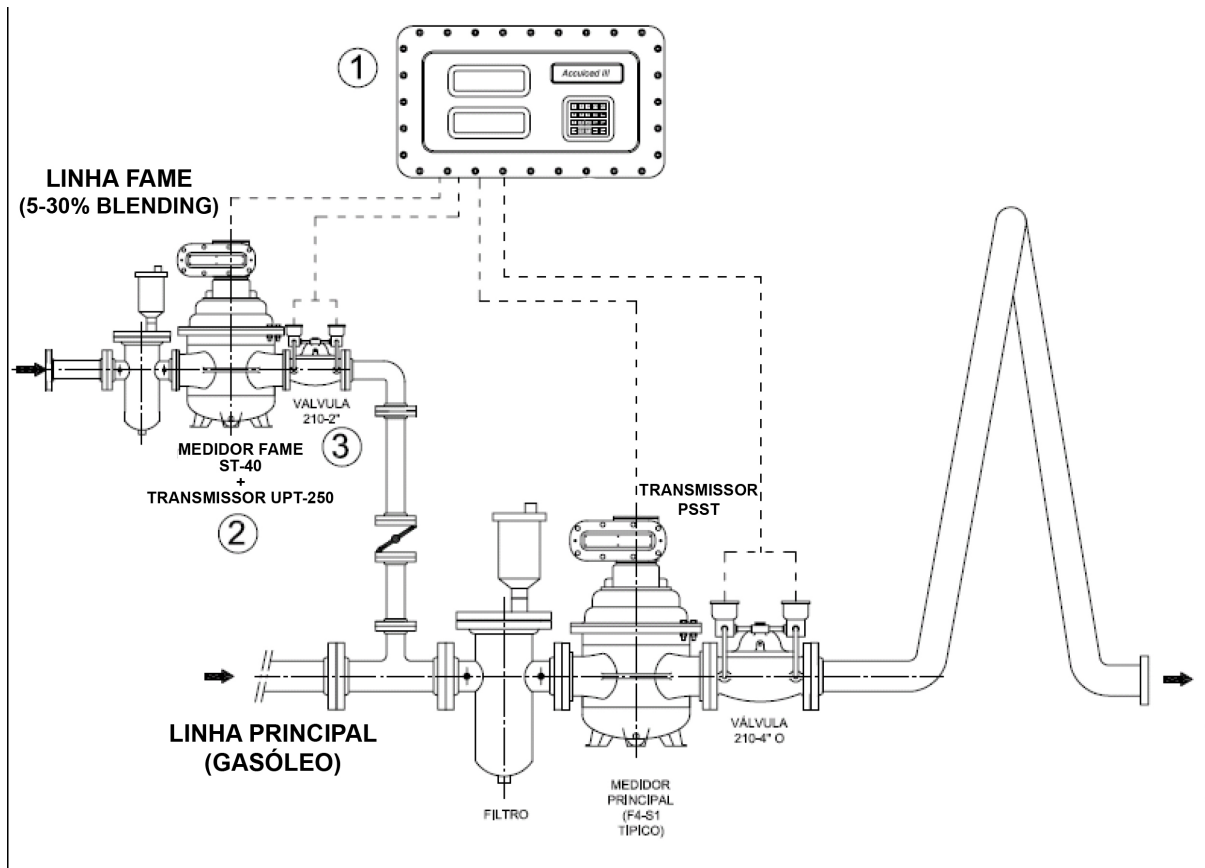 1
Accuload III
LINHA FAME
(5-30% BLENDING)
VALVULA
210-2"
3
MEDIDOR FAME
ST-40
+
TRANSMISSOR UPT-250
2
TRANSMISSOR
PSST
LINHA PRINCIPAL
(GASÓLEO)
VÁLVULA
210-4" O
FILTRO
MEDIDOR
PRINCIPAL
(F4-S1
TÍPICO)